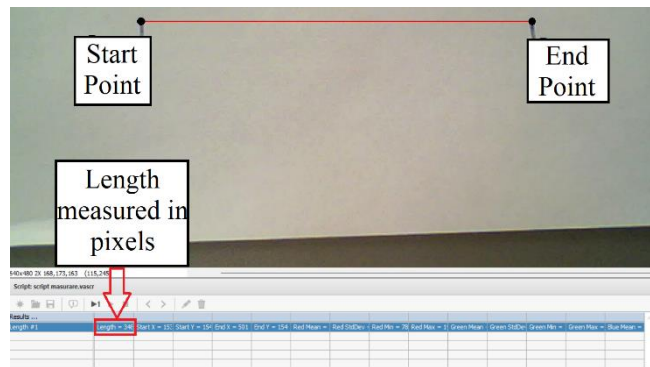 Start
Point
End
Point
Length
measured in
pixels
640x480 2X 168,173,163 (115,245)
Script: script masurare.vascr
Results ...
Length #1 Length = 348 Start X = 153 Start Y = 154 End X = 501 End Y = 154 Red Mean = Red StdDev = Red Min = 78 Red Max = Green Mean Green StdDev Green Min = Green Max = Blue Mean =